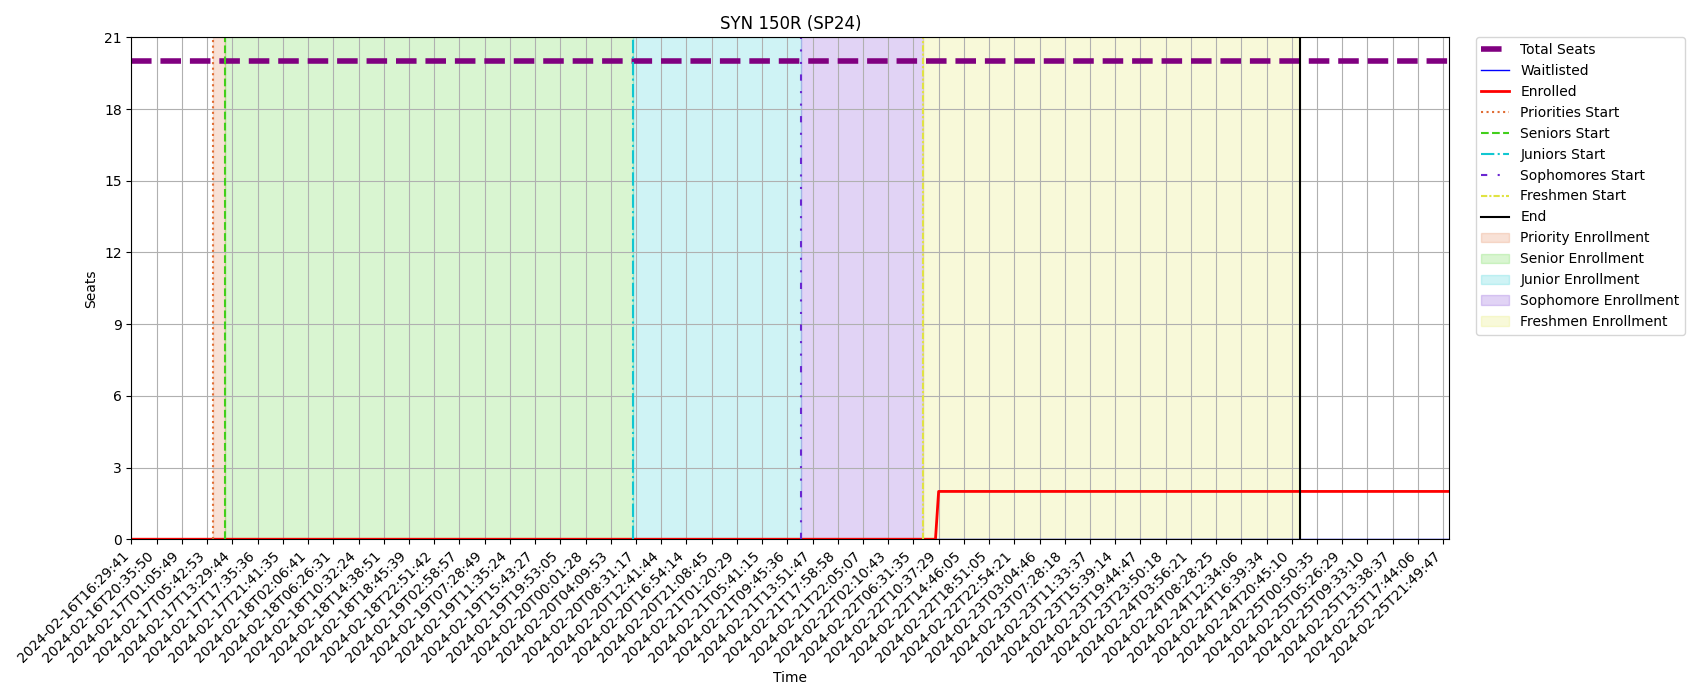 SYN 150R (SP24)
21
18
15
12
9
6
3
0
Seats
2024-02-16T16:29:41
2024-02-16T20:35:50
2024-02-17T01:05:49
2024-02-17T05:42:53
2024-02-17T13:29:44
2024-02-17T17:35:36
2024-02-17T21:41:35
2024-02-18T02:06:41
2024-02-18T06:26:31
2024-02-18T10:32:24
2024-02-18T14:38:51
2024-02-18T18:45:39
2024-02-18T22:51:42
2024-02-19T02:58:57
2024-02-19T07:28:49
2024-02-19T11:35:24
2024-02-19T15:43:27
2024-02-19T19:53:05
2024-02-20T00:01:28
2024-02-20T04:09:53
2024-02-20T08:31:17
2024-02-20T12:41:44
2024-02-20T16:54:14
2024-02-20T21:08:45
2024-02-21T01:20:29
2024-02-21T05:41:15
2024-02-21T09:45:36
2024-02-21T13:51:47
2024-02-21T17:58:58
2024-02-21T22:05:07
2024-02-22T02:10:43
2024-02-22T06:31:35
2024-02-22T10:37:29
2024-02-22T14:46:05
2024-02-22T18:51:05
2024-02-22T22:54:21
2024-02-23T03:04:46
2024-02-23T07:28:18
2024-02-23T11:33:37
2024-02-23T15:39:14
2024-02-23T19:44:47
2024-02-23T23:50:18
2024-02-24T03:56:21
2024-02-24T08:28:25
2024-02-24T12:34:06
2024-02-24T16:39:34
2024-02-24T20:45:10
2024-02-25T00:50:35
2024-02-25T05:26:29
2024-02-25T09:33:10
2024-02-25T13:38:37
2024-02-25T17:44:06
2024-02-25T21:49:47
Time
Total Seats
Waitlisted
Enrolled
Priorities Start
Seniors Start
Juniors Start
Sophomores Start
Freshmen Start
End
Priority Enrollment
Senior Enrollment
Junior Enrollment
Sophomore Enrollment
Freshmen Enrollment